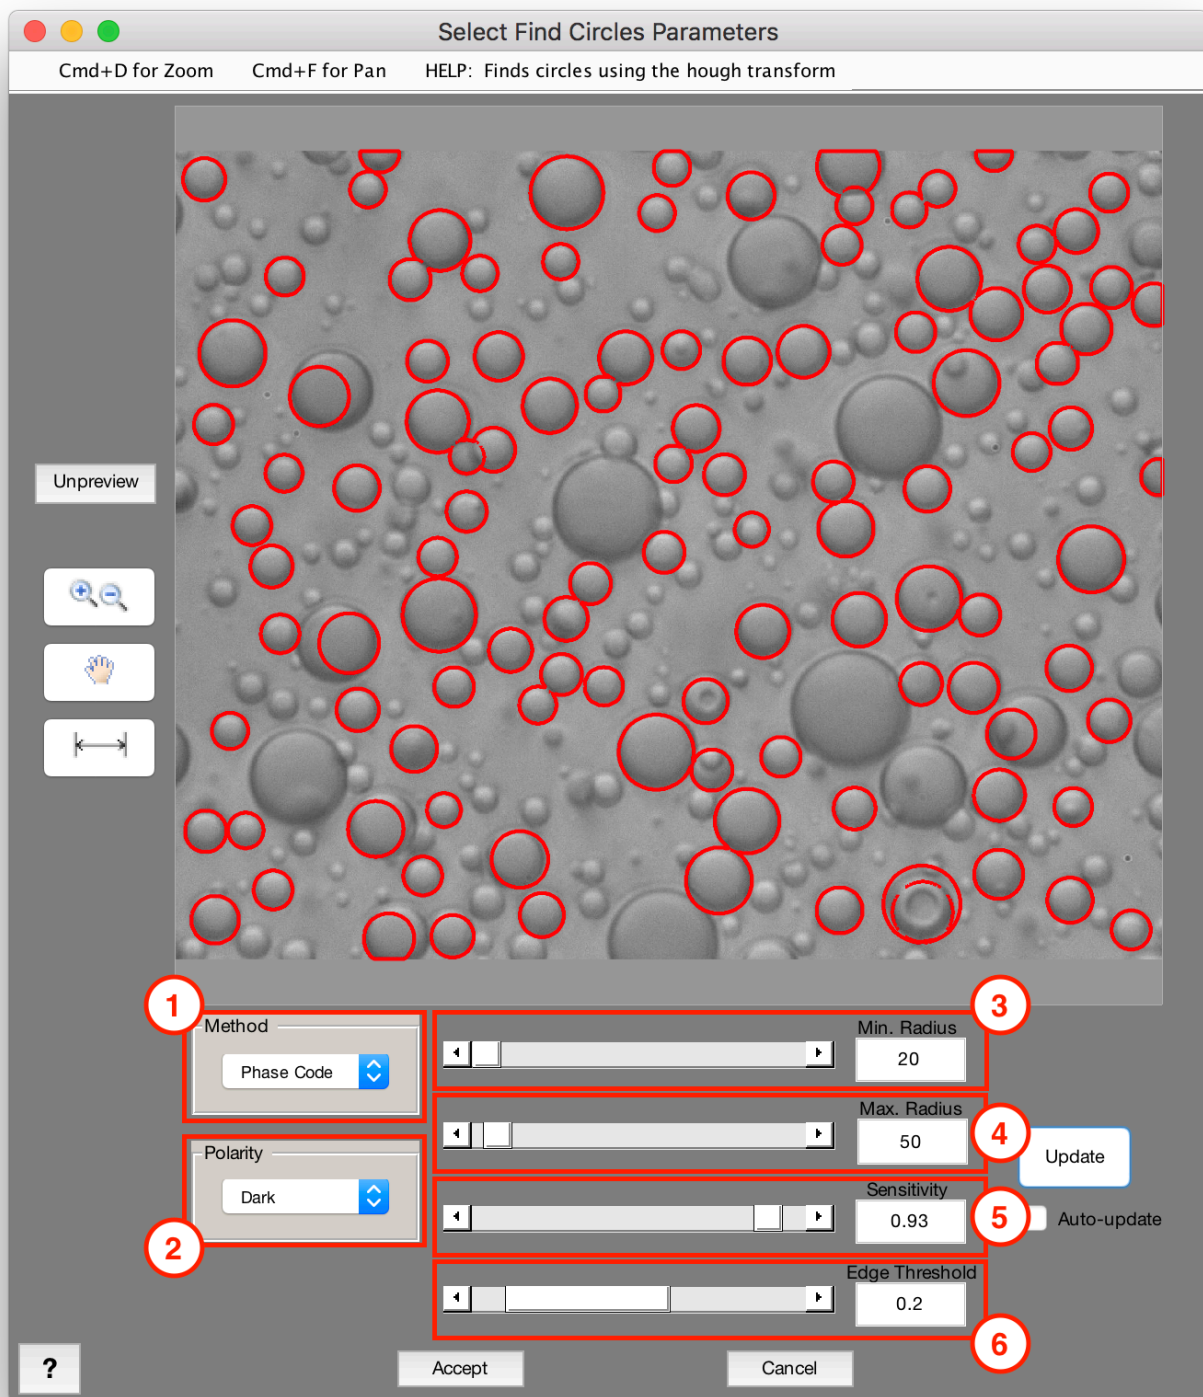 Select Find Circles Parameters
Cmd+D for Zoom Cmd+F for Pan HELP: Finds circles using the hough transform
Unpreview
1
Method
Phase Code
3
Min. Radius
20
Max. Radius
50
4
Update
2
Polarity
Dark
Sensitivity
0.93
5
Auto-update
Edge Threshold
0.2
6
?
Accept
Cancel